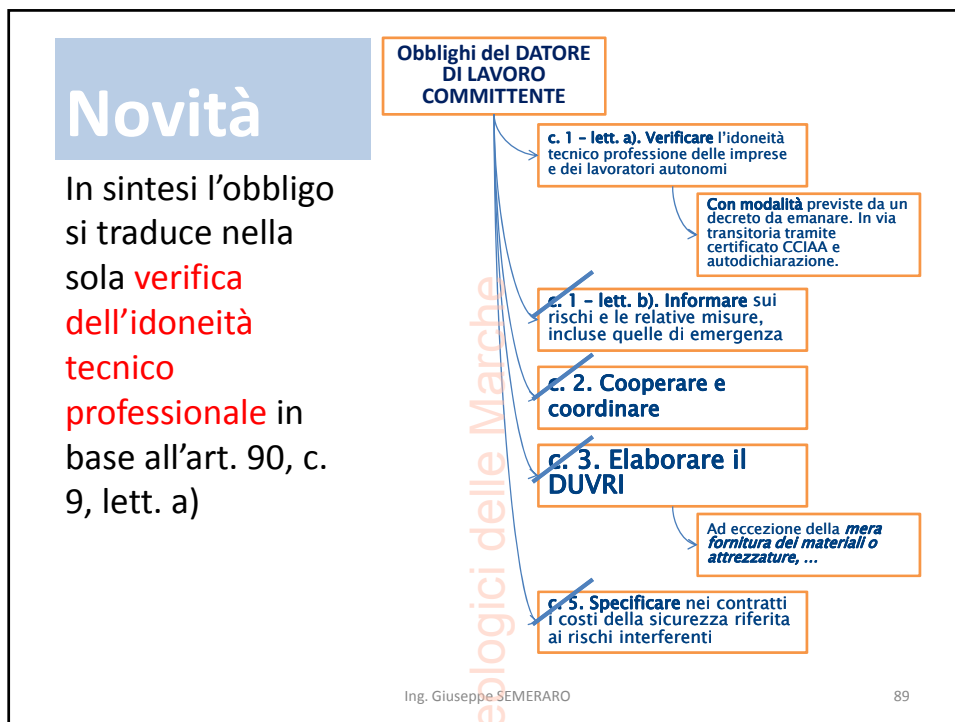 Novità
In sintesi l’obbligo
si traduce nella
sola verifica
dell’idoneità
tecnico
professionale in
base all’art. 90, c.
9, lett. a)
Obblighi del DATORE
DI LAVORO
COMMITTENTE
c. 1 – lett. a). Verificare l’idoneità
tecnico professione delle imprese
e dei lavoratori autonomi
Con modalità previste da un
decreto da emanare. In via
transitoria tramite
certificato CCIAA e
autodichiarazione.
c. 1 – lett. b). Informare sui
rischi e le relative misure,
incluse quelle di emergenza
c. 2. Cooperare e
coordinare
c. 3. Elaborare il
DUVRI
Ad eccezione della mera
fornitura dei materiali o
attrezzature, ...
c. 5. Specificare nei contratti
i costi della sicurezza riferita
ai rischi interferenti
delle Marche
Ing. Giuseppe SEMERARO
89